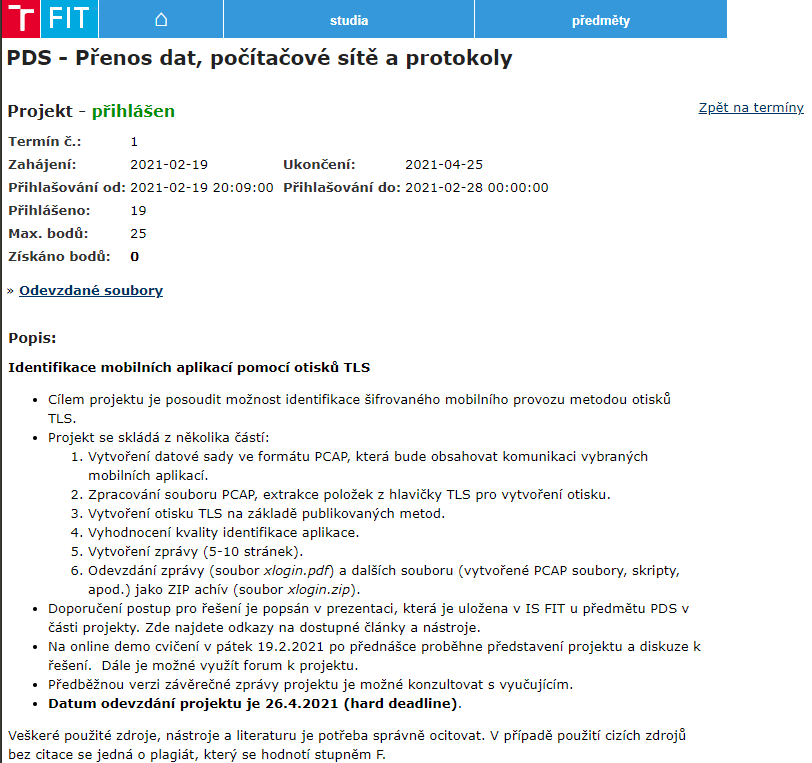 FIT
studia
předměty
PDS - Přenos dat, počítačové sítě a protokoly
Projekt - přihlášen
Zpět na termíny
Termín č.: 1
Zahájení: 2021-02-19 Ukončení: 2021-04-25
Přihlašování od: 2021-02-19 20:09:00 Přihlašování do: 2021-02-28 00:00:00
Přihlášeno: 19
Max. bodů: 25
Získáno bodů: 0
» Odevzdané soubory
Popis:
Identifikace mobilních aplikací pomocí otisků TLS
• Cílem projektu je posoudit možnost identifikace šifrovaného mobilního provozu metodou otisků
TLS.
• Projekt se skládá z několika částí:
1. Vytvoření datové sady ve formátu PCAP, která bude obsahovat komunikaci vybraných
mobilních aplikací.
2. Zpracování souboru PCAP, extrakce položek z hlavičky TLS pro vytvoření otisku.
3. Vytvoření otisku TLS na základě publikovaných metod.
4. Vyhodnocení kvality identifikace aplikace.
5. Vytvoření zprávy (5-10 stránek).
6. Odevzdání zprávy (soubor xlogin.pdf) a dalších souboru (vytvořené PCAP soubory, skripty,
apod.) jako ZIP achív (soubor xlogin.zip).
• Doporučení postup pro řešení je popsán v prezentaci, která je uložena v IS FIT u předmětu PDS v
části projekty. Zde najdete odkazy na dostupné články a nástroje.
• Na online demo cvičení v pátek 19.2.2021 po přednášce proběhne představení projektu a diskuze k
řešení. Dále je možné využít forum k projektu.
• Předběžnou verzi závěrečné zprávy projektu je možné konzultovat s vyučujícím.
• Datum odevzdání projektu je 26.4.2021 (hard deadline).
Veškeré použité zdroje, nástroje a literaturu je potřeba správně ocitovat. V případě použití cizích zdrojů
bez citace se jedná o plagiát, který se hodnotí stupněm F.